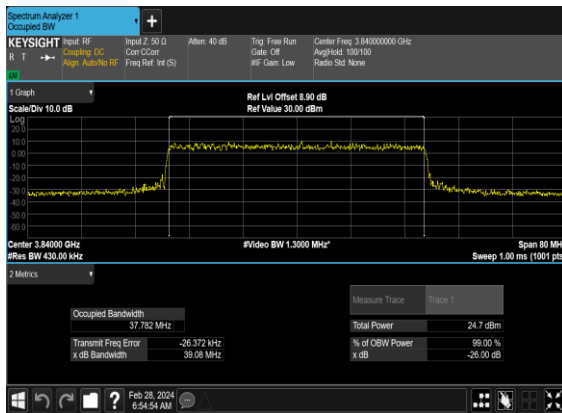 Spectrum Analyzer 1
Occupied BW
KEYSIGHT Input: RF Input Z: 50 Ω Atten: 40 dB Trig: Free Run Center Freq: 3.840000000 GHz
R T Coupling: DC Corr CCorr Gate: Off Avg|Hold: 100/100
Align: Auto/No RF Freq Ref: Int (S) #IF Gain: Low Radio Std: None
1 Graph
Ref Lvl Offset 8.90 dB
Scale/Div 10.0 dB Ref Value 30.00 dBm
Log
20.0
10.0
0.00
-10.0
-20.0
-30.0
-40.0
-50.0
-60.0
Center 3.84000 GHz #Video BW 1.3000 MHz* Span 80 MH
#Res BW 430.00 kHz Sweep 1.00 ms (1001 pts
2 Metrics
Measure Trace Trace 1
Occupied Bandwidth
37.782 MHz Total Power 24.7 dBm
Transmit Freq Error -26.372 kHz % of OBW Power 99.00 %
x dB Bandwidth 39.08 MHz x dB -26.00 dB
Feb 28, 2024
6:54:54 AM